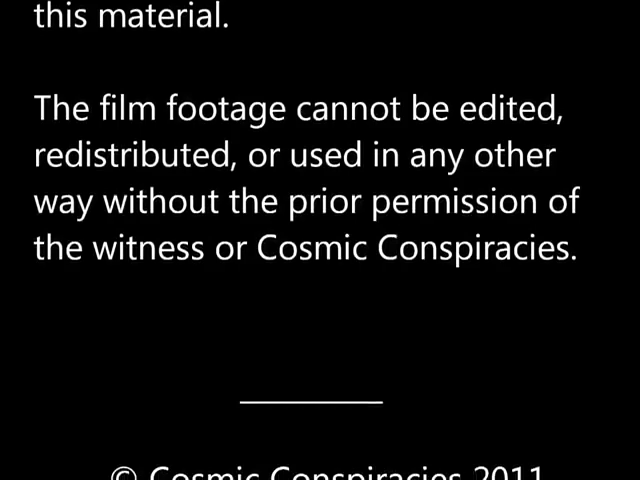 this material.
The film footage cannot be edited,
redistributed, or used in any other
way without the prior permission of
the witness or Cosmic Conspiracies.
© Cosmic Conspiracies 2011